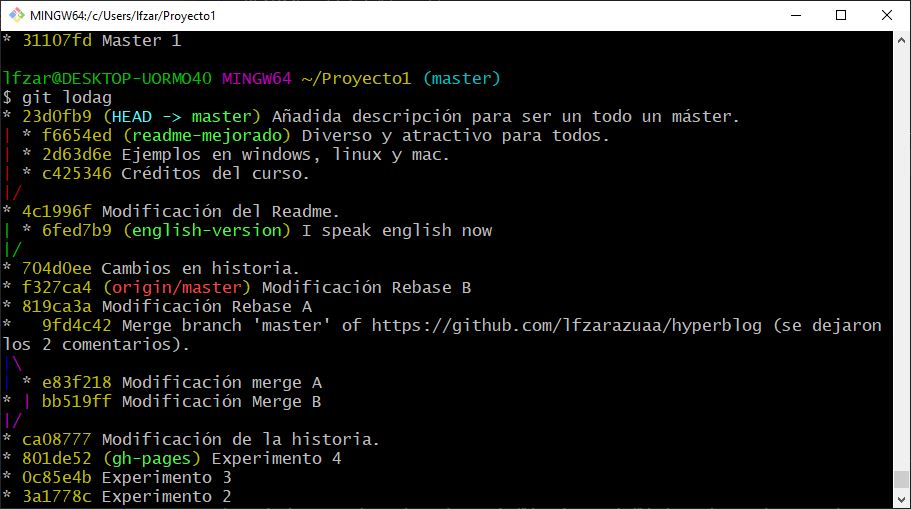 MINGW64:/c/Users/lfzar/Proyecto1
* 31107fd Master 1
lfzar@DESKTOP-UORMO40 MINGW64 ~/Proyecto1 (master)
$ git lodag
* 23d0fb9 (HEAD -> master) Añadida descripción para ser un todo un máster.
| * f6654ed (readme-mejorado) Diverso y atractivo para todos.
| * 2d63d6e Ejemplos en windows, linux y mac.
| * c425346 Créditos del curso.
|/
* 4c1996f Modificación del Readme.
| * 6fed7b9 (english-version) I speak english now
|/
* 704d0ee Cambios en historia.
* f327ca4 (origin/master) Modificación Rebase B
* 819ca3a Modificación Rebase A
*   9fd4c42 Merge branch 'master' of https://github.com/lfzarazuaa/hyperblog (se dejaron
los 2 comentarios).
|\
| * e83f218 Modificación merge A
* | bb519ff Modificación Merge B
|/
* ca08777 Modificación de la historia.
* 801de52 (gh-pages) Experimento 4
* 0c85e4b Experimento 3
* 3a1778c Experimento 2